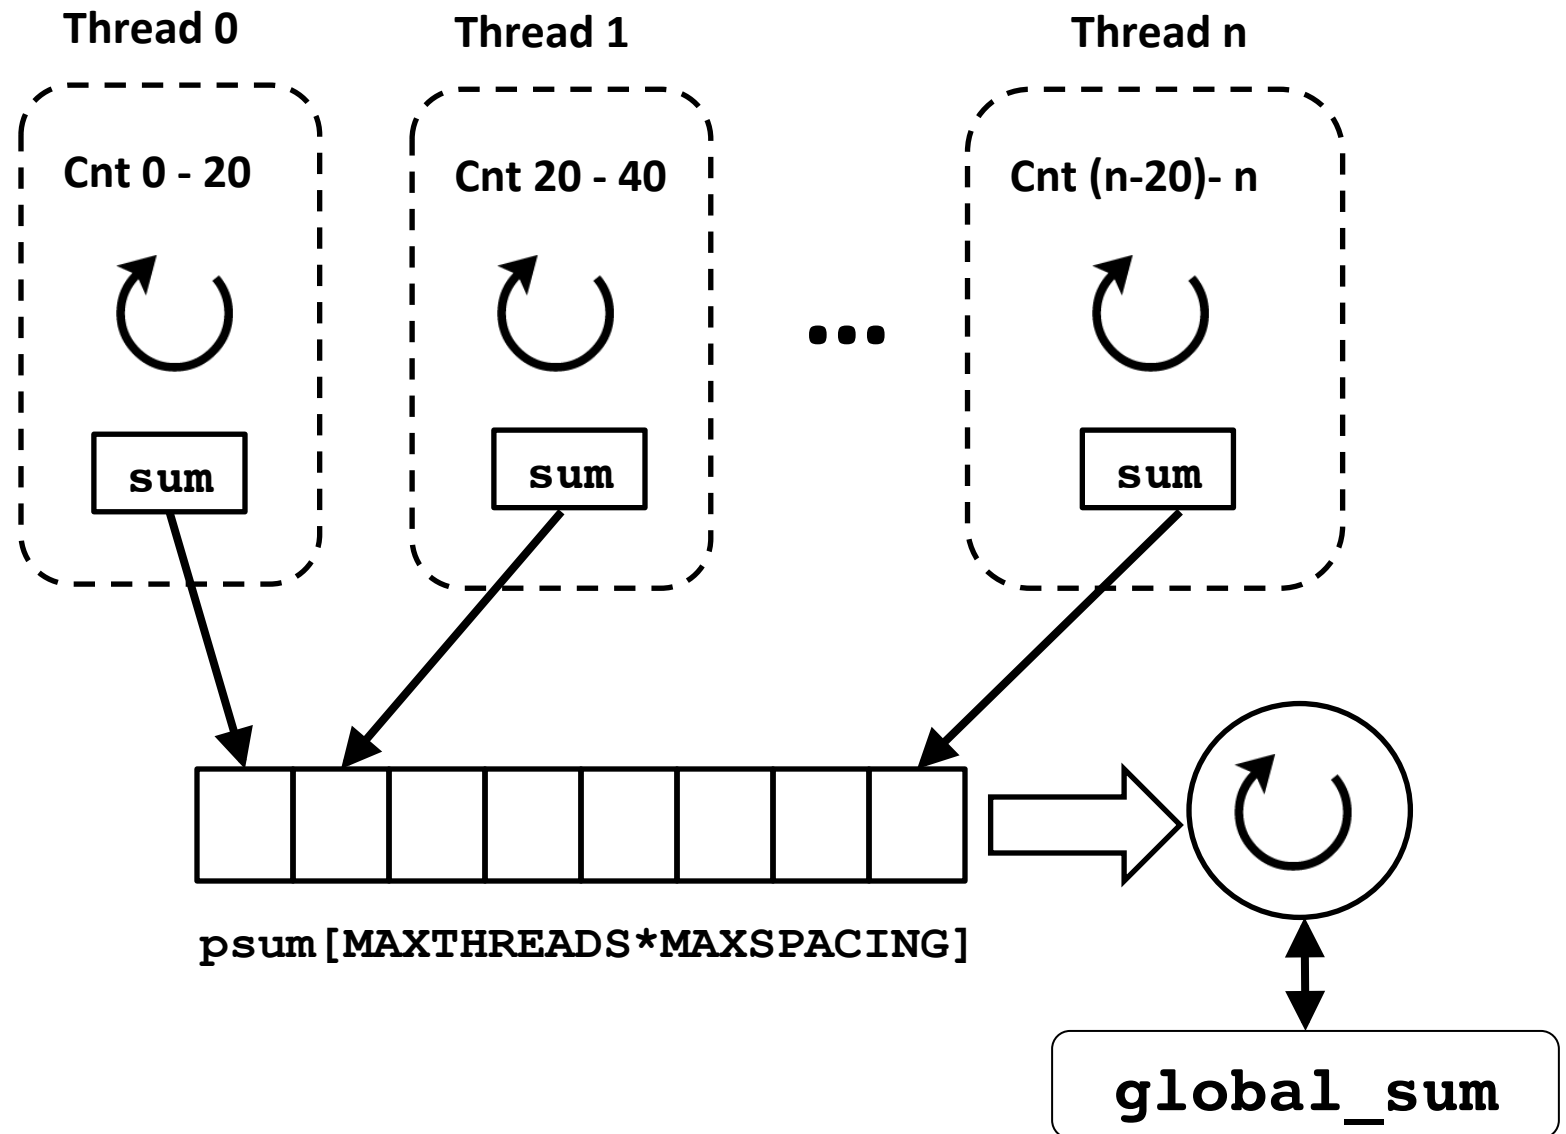 Thread 0
Thread 1
Thread n
Cnt 0 - 20
Cnt 20 - 40
Cnt (n-20)- n
...
sum
sum
sum
psum[MAXTHREADS*MAXSPACING]
global_sum